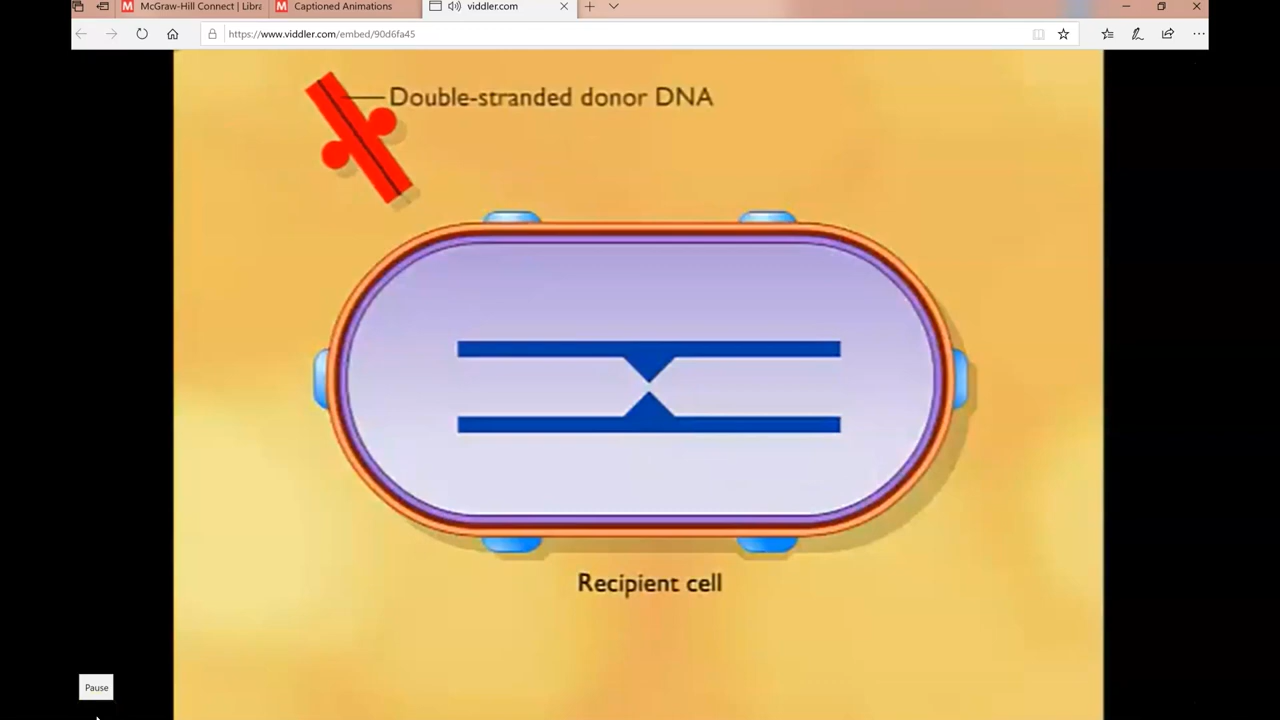 McGraw-Hill Connect | Libra
Captioned Animations
viddler.com
https://www.viddler.com/embed/90d6fa45
Double-stranded donor DNA
Recipient cell
Pause